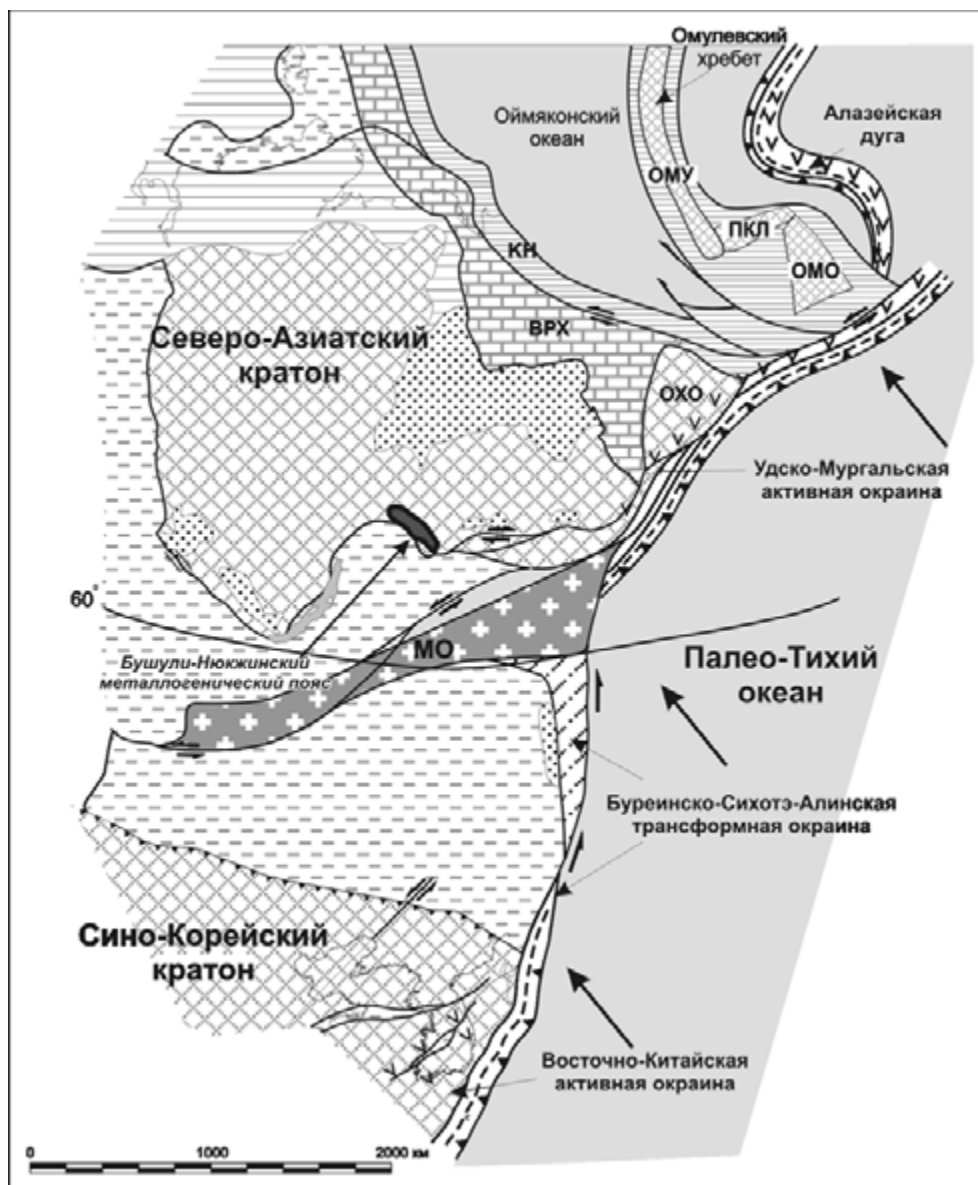 Омулевский
хребет
Алазейская
дуга
Оймяконский
океан
ОМУ
ПКЛ
КН
ОМО
Северо-Азиатский
кратон
ВРХ
ОХО
Удско-Мургальская
активная окраина
60°
МО
Бушули-Нюкжинский
металлогенический пояс
Палео-Тихий
океан
Буреинско-Сихотэ-Алинская
трансформная окраина
Сино-Корейский
кратон
Восточно-Китайская
активная окраина
0 1000 2000 км